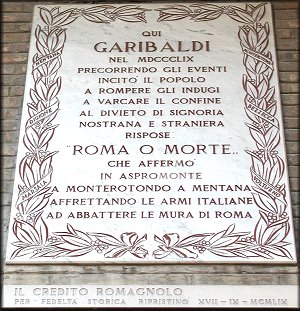 QUI
GARIBALDI
NEL MDCCCLIX
PRECORRENDO GLI EVENTI
INCITÒ IL POPOLO
A ROMPERE GLI INDUGI
A VARCARE IL CONFINE
AL DIVIETO DI SIGNORIA
NOSTRANA E STRANIERA
RISPOSE
"ROMA O MORTE„
CHE AFFERMÒ
IN ASPROMONTE
A MONTEROTONDO A MENTANA
AFFRETTANDO LE ARMI ITALIANE
AD ABBATTERE LE MURA DI ROMA
IL CREDITO ROMAGNOLO
PER FEDELTÀ STORICA RIPRISTINÒ XVII - IX - MCMLIX